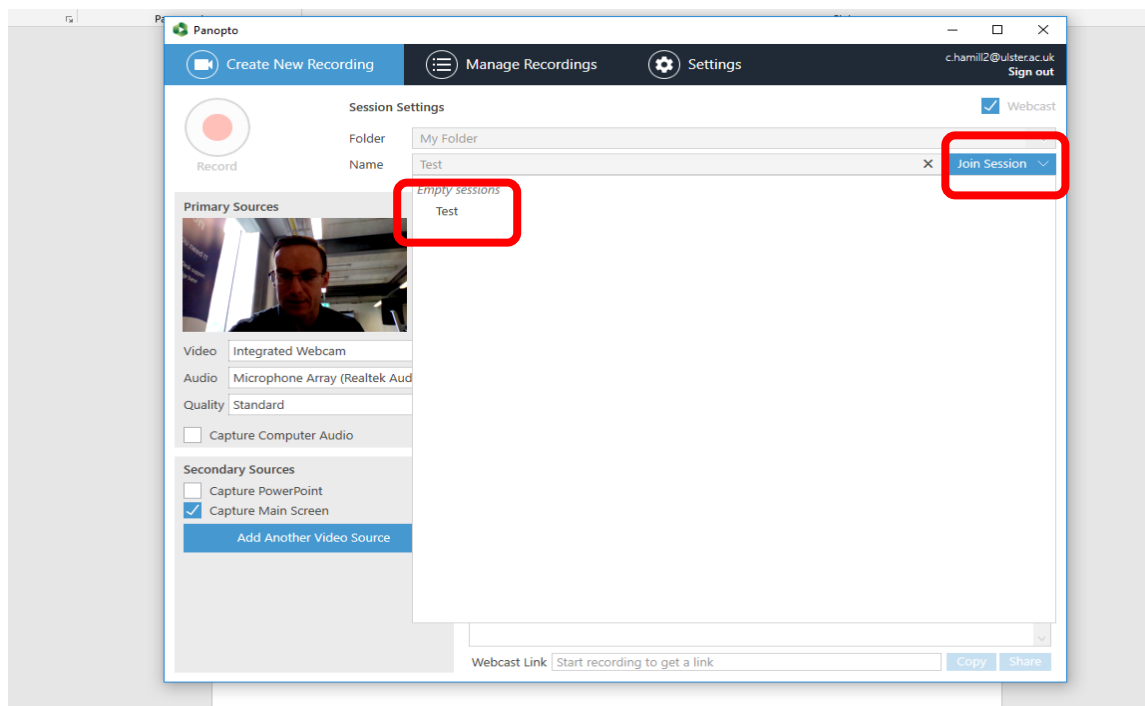 Panopto
Create New Recording
Manage Recordings
Settings
c.hamill2@ulster.ac.uk
Sign out
Session Settings
Webcast
Folder My Folder
Record
Name Test
Join Session
Empty sessions
Test
Primary Sources
Video Integrated Webcam
Audio Microphone Array (Realtek Aud
Quality Standard
Capture Computer Audio
Secondary Sources
Capture PowerPoint
Capture Main Screen
Add Another Video Source
Webcast Link Start recording to get a link
Copy Share